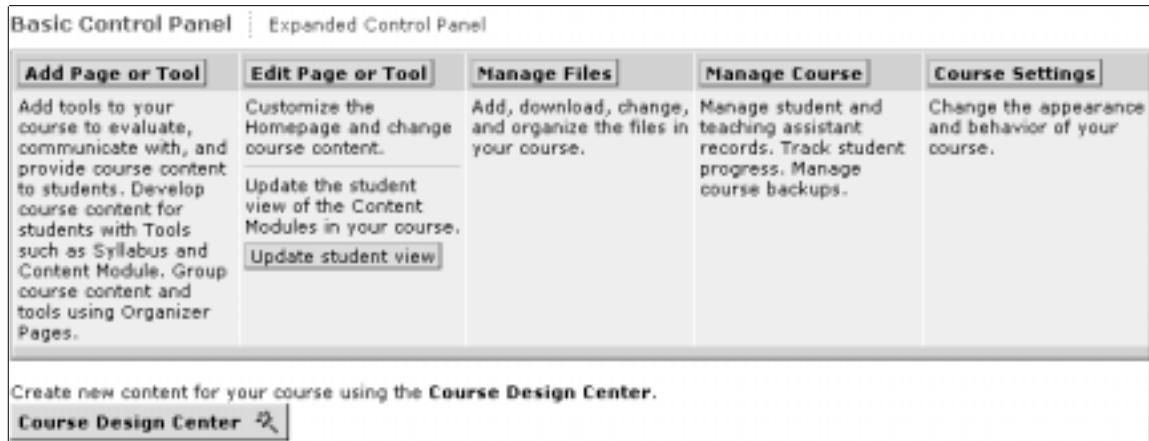 Basic Control Panel Expanded Control Panel
Add Page or Tool
Add tools to your
course to evaluate,
communicate with, and
provide course content
to students. Develop
course content for
students with Tools
such as Syllabus and
Content Module. Group
course content and
tools using Organizer
Pages.
Edit Page or Tool
Customize the
Homepage and change
course content.
Update the student
view of the Content
Modules in your course.
Update student view
Manage Files
Add, download, change,
and organize the files in
your course.
Manage Course
Manage student and
teaching assistant
records. Track student
progress. Manage
course backups.
Course Settings
Change the appearance
and behavior of your
course.
Create new content for your course using the Course Design Center.
Course Design Center